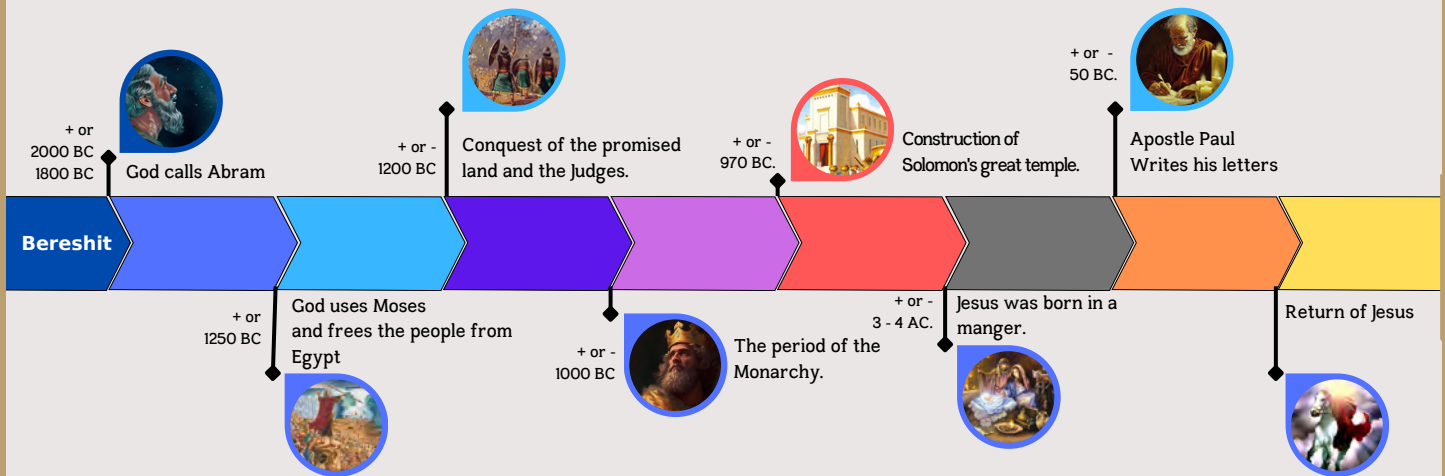 + or
2000 BC
1800 BC
God calls Abram
+ or -
1200 BC
Conquest of the promised
land and the Judges.
+ or -
970 BC.
Construction of
Solomon's great temple.
+ or -
50 BC.
Apostle Paul
Writes his letters
Bereshit
+ or
1250 BC
God uses Moses
and frees the people from
Egypt
+ or -
1000 BC
The period of the
Monarchy.
+ or -
3 - 4 AC.
Jesus was born in a
manger.
Return of Jesus